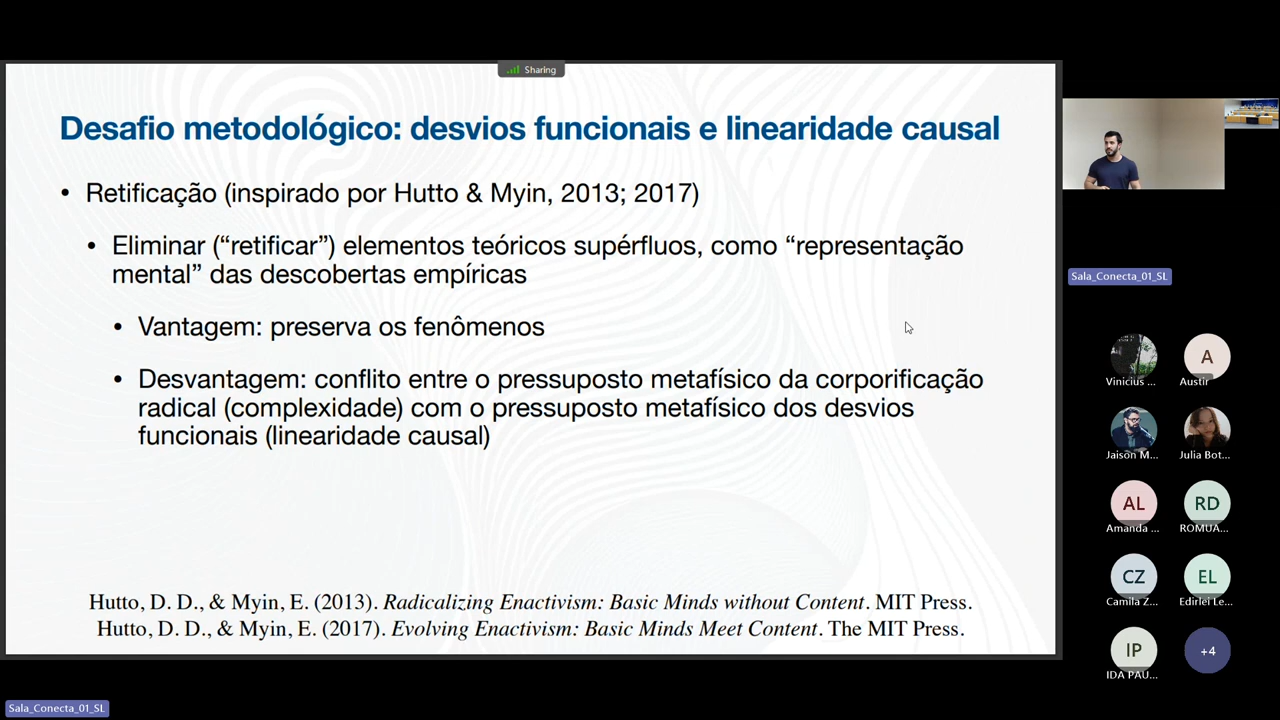 Sharing
Desafio metodológico: desvios funcionais e linearidade causal
• Retificação (inspirado por Hutto & Myin, 2013; 2017)
• Eliminar (“retificar”) elementos teóricos supérfluos, como “representação
mental” das descobertas empíricas
• Vantagem: preserva os fenômenos
• Desvantagem: conflito entre o pressuposto metafísico da corporificação
radical (complexidade) com o pressuposto metafísico dos desvios
funcionais (linearidade causal)
Hutto, D. D., & Myin, E. (2013). Radicalizing Enactivism: Basic Minds without Content. MIT Press.
Hutto, D. D., & Myin, E. (2017). Evolving Enactivism: Basic Minds Meet Content. The MIT Press.
Sala_Conecta_01_SL
Vinicius ...
A
Austir
Jaison M...
Julia Bot...
AL
Amanda ...
RD
ROMUA...
CZ
Camila Z...
EL
Edirlei Le...
IP
IDA PAU...
+4
Sala_Conecta_01_SL